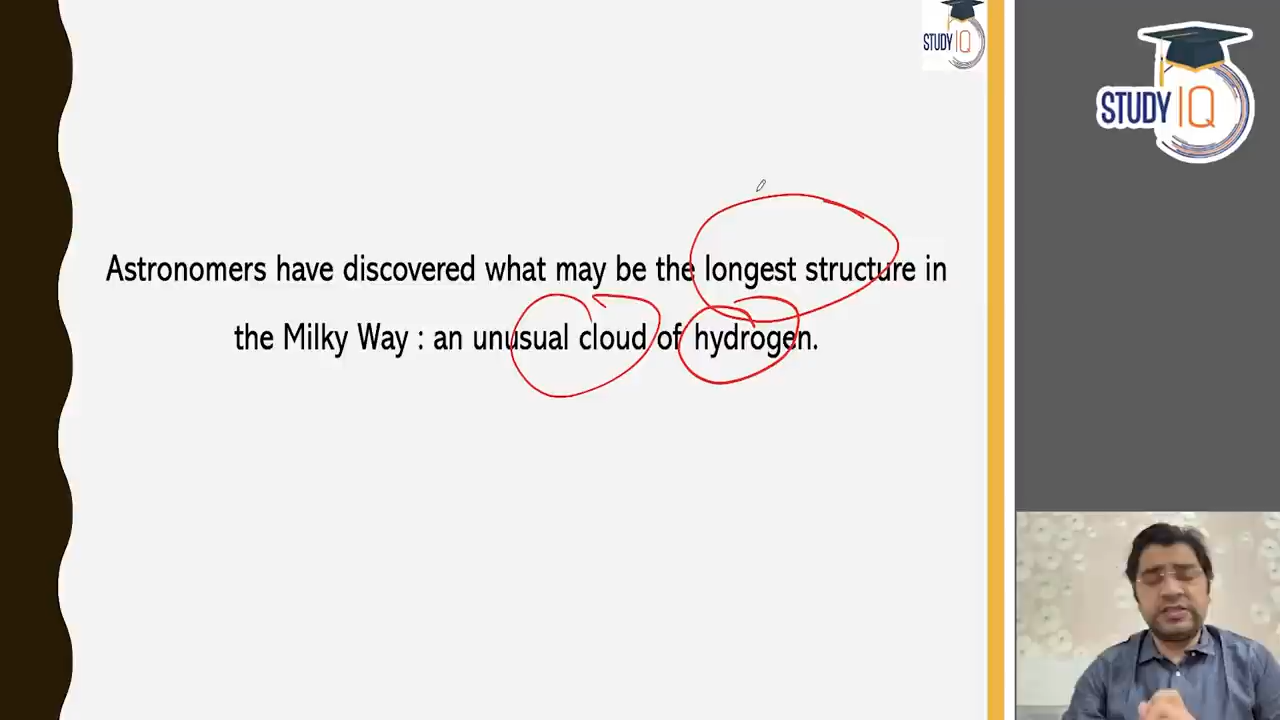 STUDY IQ
STUDY IQ
Astronomers have discovered what may be the longest structure in
the Milky Way : an unusual cloud of hydrogen.